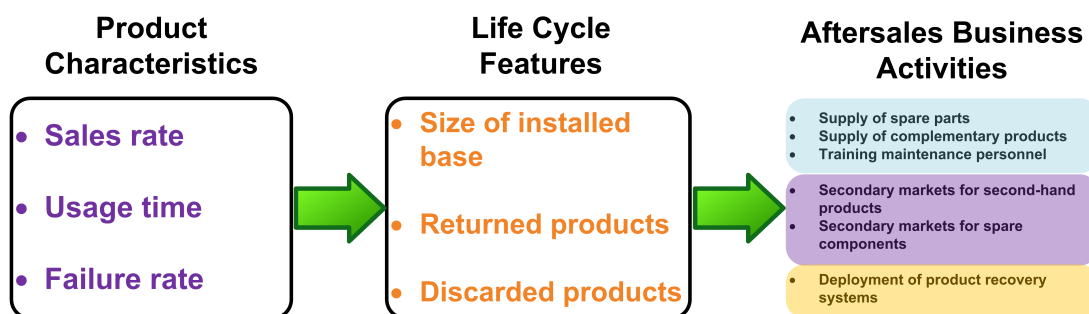 Product
Characteristics
• Sales rate
• Usage time
• Failure rate
Life Cycle
Features
• Size of installed
base
• Returned products
• Discarded products
Aftersales Business
Activities
• Supply of spare parts
• Supply of complementary products
• Training maintenance personnel
• Secondary markets for second-hand
products
• Secondary markets for spare
components
• Deployment of product recovery
systems